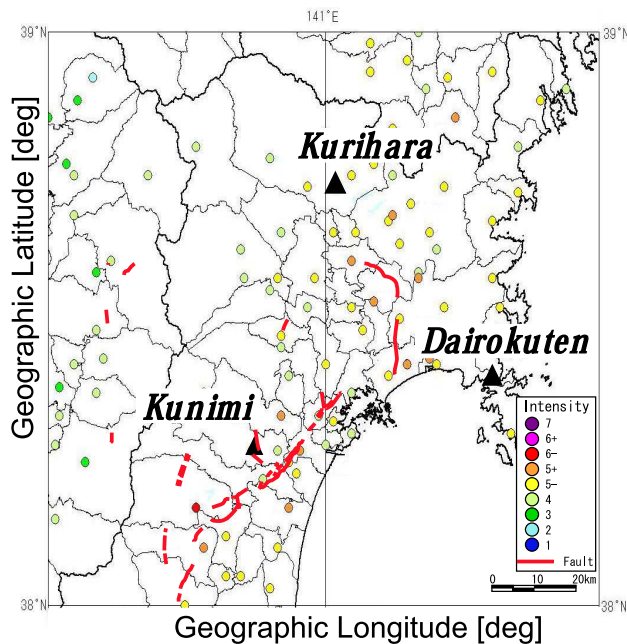 141°E
39°N
39°N
Kurihara
Dairokuten
Kunimi
Geographic Latitude [deg]
Intensity
7
6+
6−
5+
5−
4
3
2
1
Fault
0 10 20km
38°N
38°N
Geographic Longitude [deg]